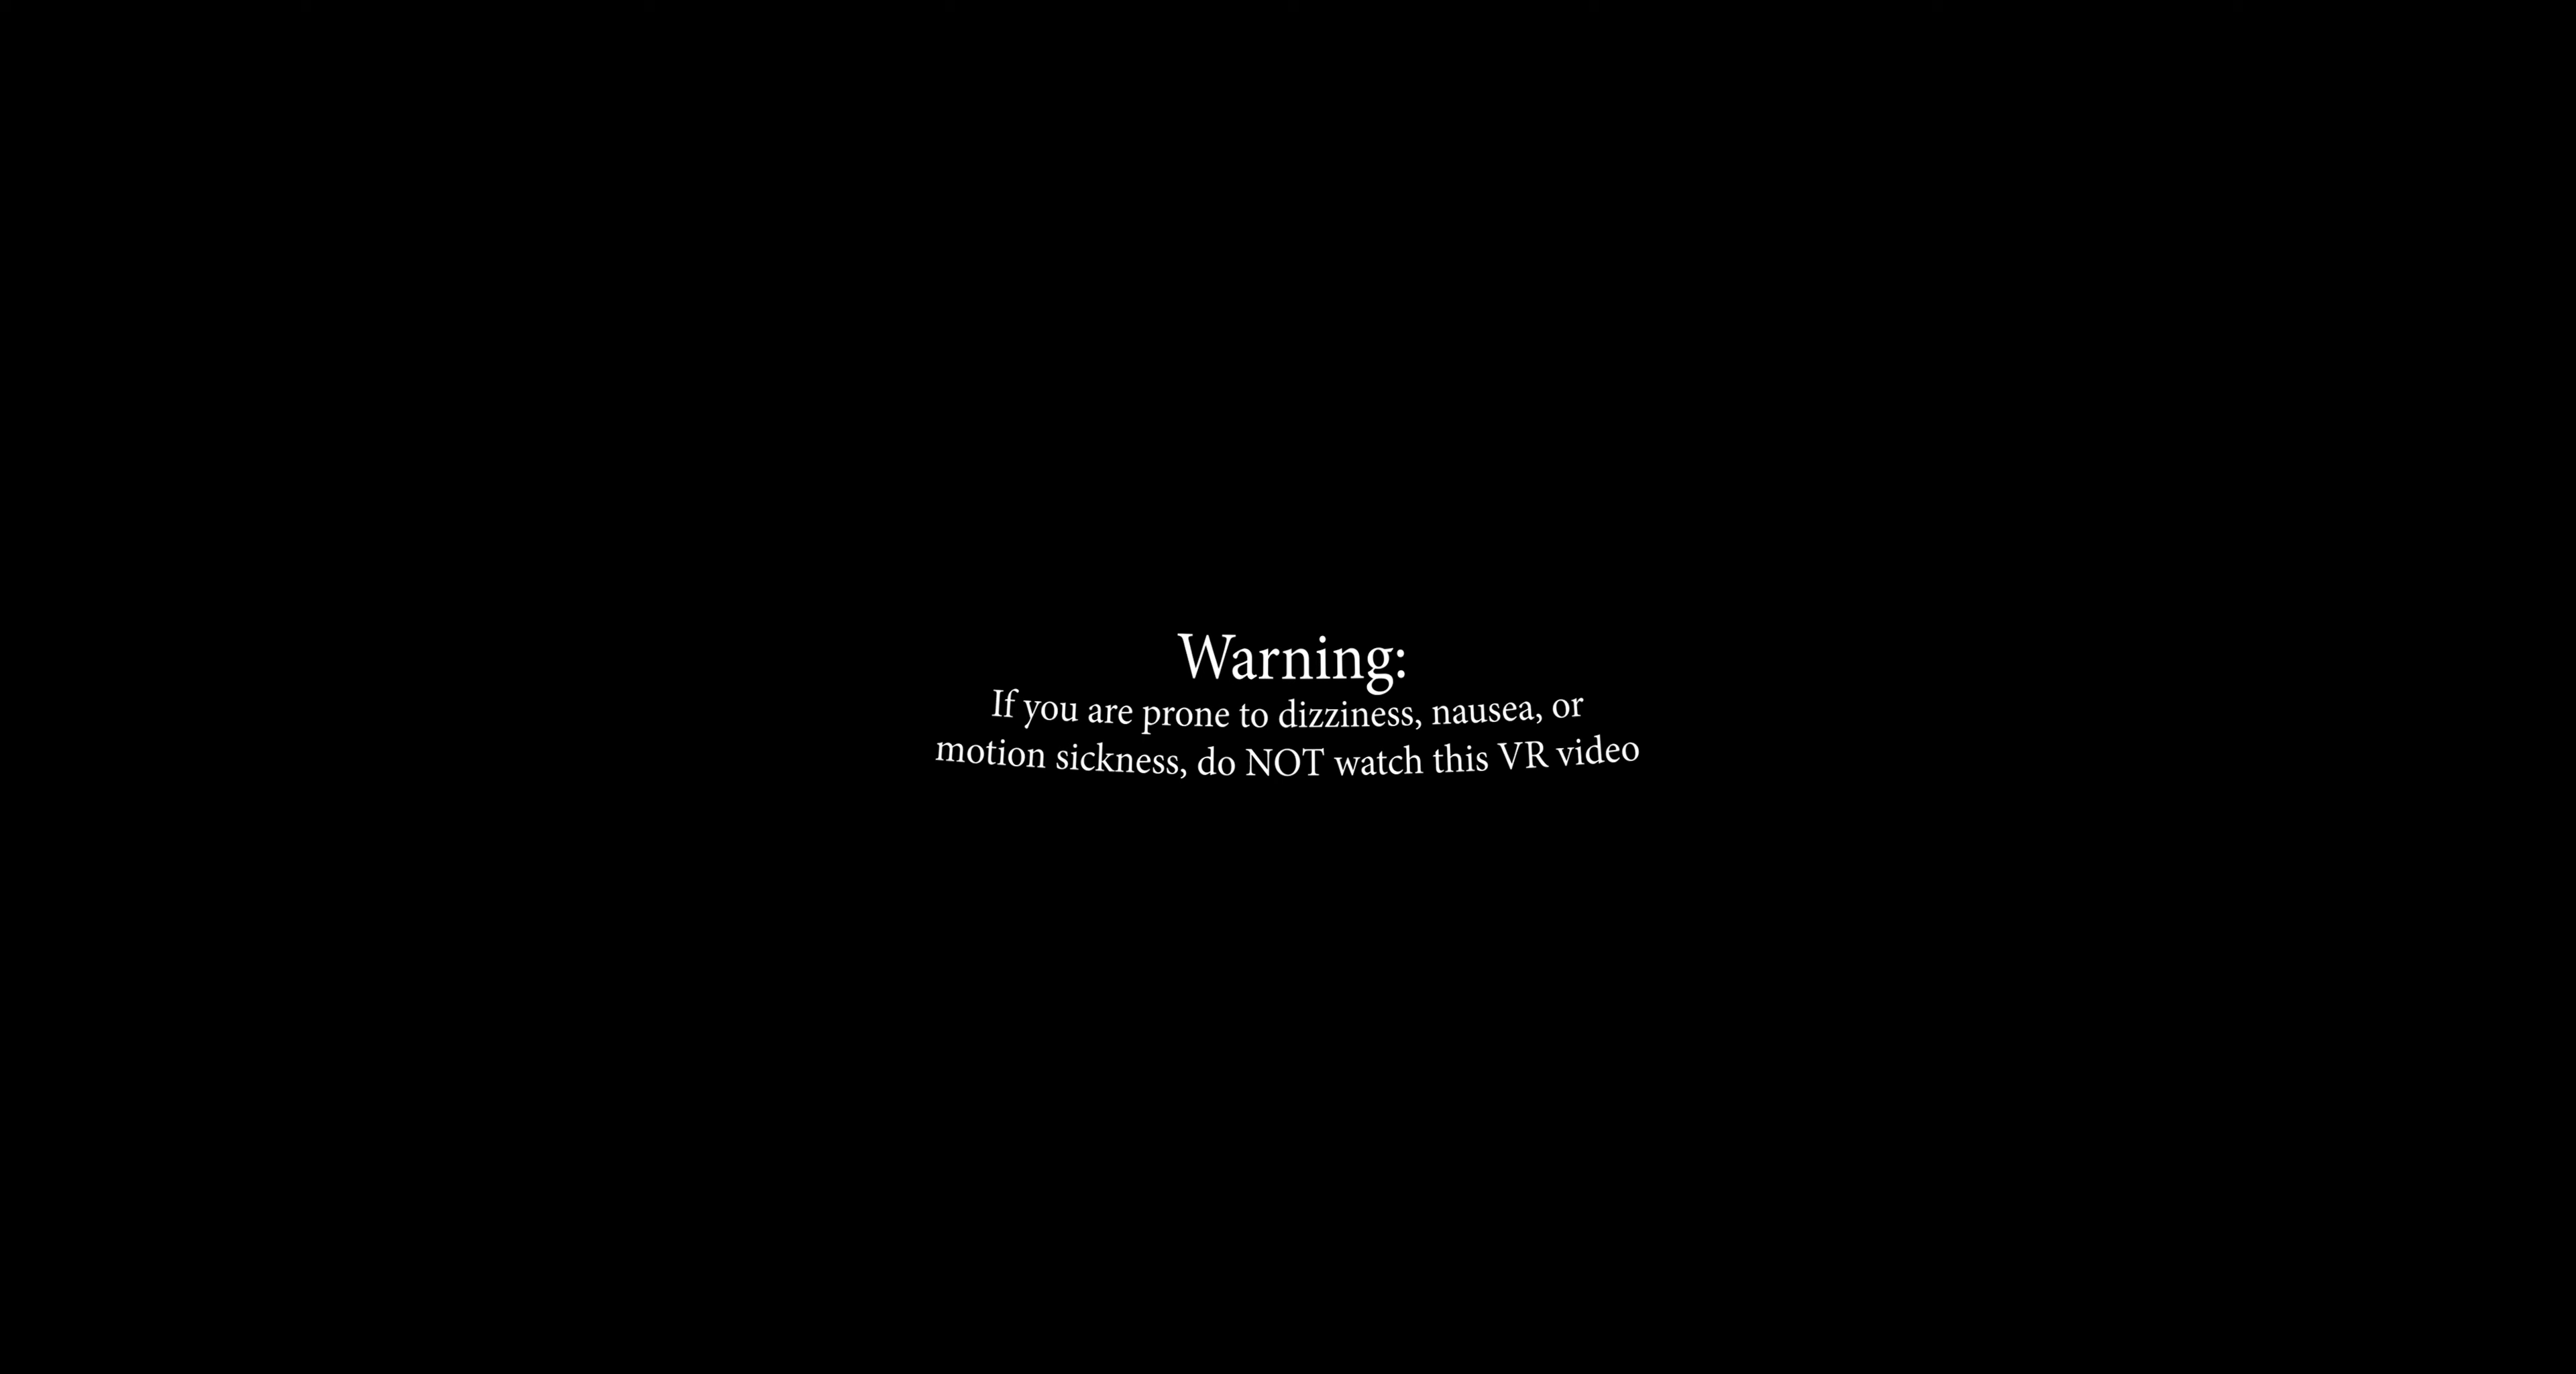 Warning:
If you are prone to dizziness, nausea, or
motion sickness, do NOT watch this VR video